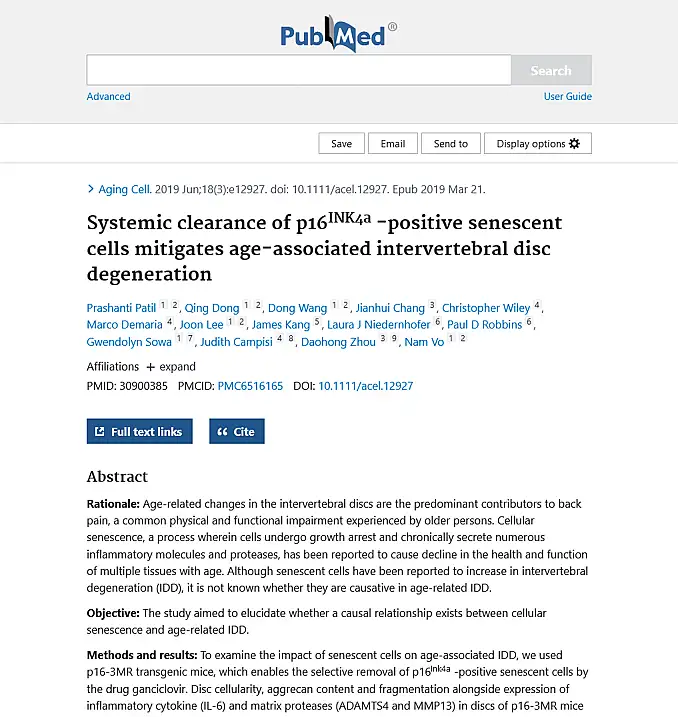 PubMed®
Search
Advanced
User Guide
Save
Email
Send to
Display options
Aging Cell. 2019 Jun;18(3):e12927. doi: 10.1111/acel.12927. Epub 2019 Mar 21.
Systemic clearance of p16INK4a -positive senescent
cells mitigates age-associated intervertebral disc
degeneration
Prashanti Patil 1 2, Qing Dong 1 2, Dong Wang 1 2, Jianhui Chang 3, Christopher Wiley 4,
Marco Demaria 4, Joon Lee 1 2, James Kang 5, Laura J Niedernhofer 6, Paul D Robbins 6,
Gwendolyn Sowa 1 7, Judith Campisi 4 8, Daohong Zhou 3 9, Nam Vo 1 2
Affiliations + expand
PMID: 30900385 PMCID: PMC6516165 DOI: 10.1111/acel.12927
Full text links
Cite
Abstract
Rationale: Age-related changes in the intervertebral discs are the predominant contributors to back
pain, a common physical and functional impairment experienced by older persons. Cellular
senescence, a process wherein cells undergo growth arrest and chronically secrete numerous
inflammatory molecules and proteases, has been reported to cause decline in the health and function
of multiple tissues with age. Although senescent cells have been reported to increase in intervertebral
degeneration (IDD), it is not known whether they are causative in age-related IDD.
Objective: The study aimed to elucidate whether a causal relationship exists between cellular
senescence and age-related IDD.
Methods and results: To examine the impact of senescent cells on age-associated IDD, we used
p16-3MR transgenic mice, which enables the selective removal of p16Ink4a -positive senescent cells by
the drug ganciclovir. Disc cellularity, aggrecan content and fragmentation alongside expression of
inflammatory cytokine (IL-6) and matrix proteases (ADAMTS4 and MMP13) in discs of p16-3MR mice